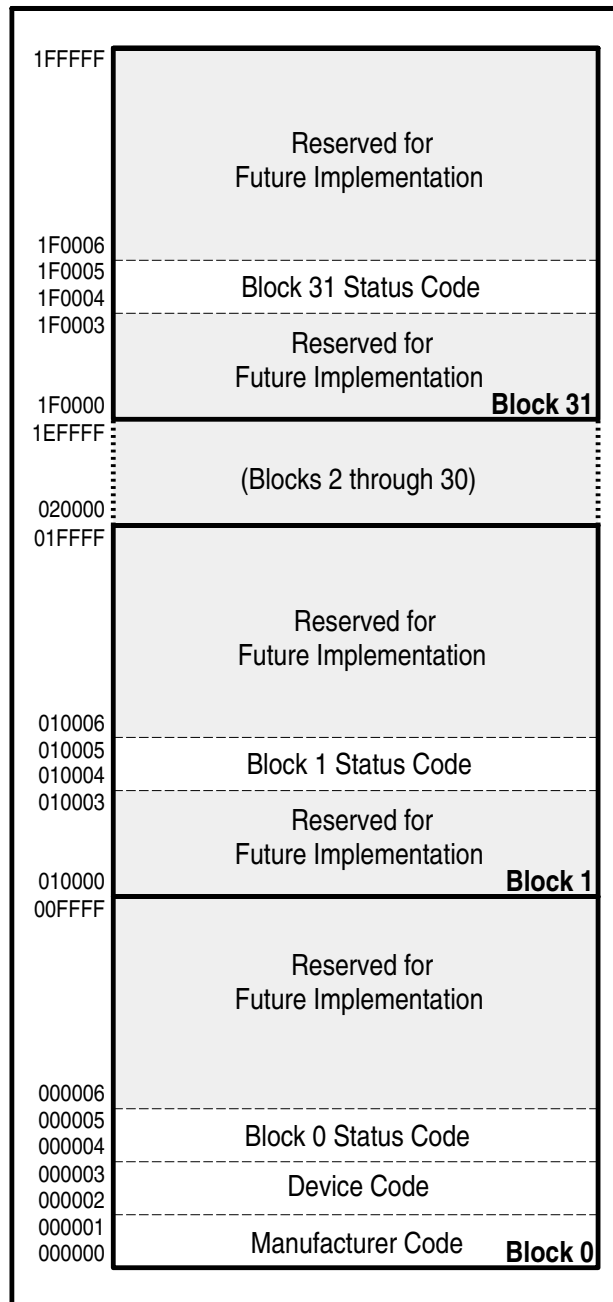 1FFFFF
Reserved for
Future Implementation
1F0006
1F0005
Block 31 Status Code
1F0004
1F0003
Reserved for
Future Implementation
1F0000
Block 31
1EFFFF
(Blocks 2 through 30)
020000
01FFFF
Reserved for
Future Implementation
010006
010005
Block 1 Status Code
010004
010003
Reserved for
Future Implementation
010000
Block 1
00FFFF
Reserved for
Future Implementation
000006
000005
Block 0 Status Code
000004
000003
Device Code
000002
000001
Manufacturer Code
000000
Block 0